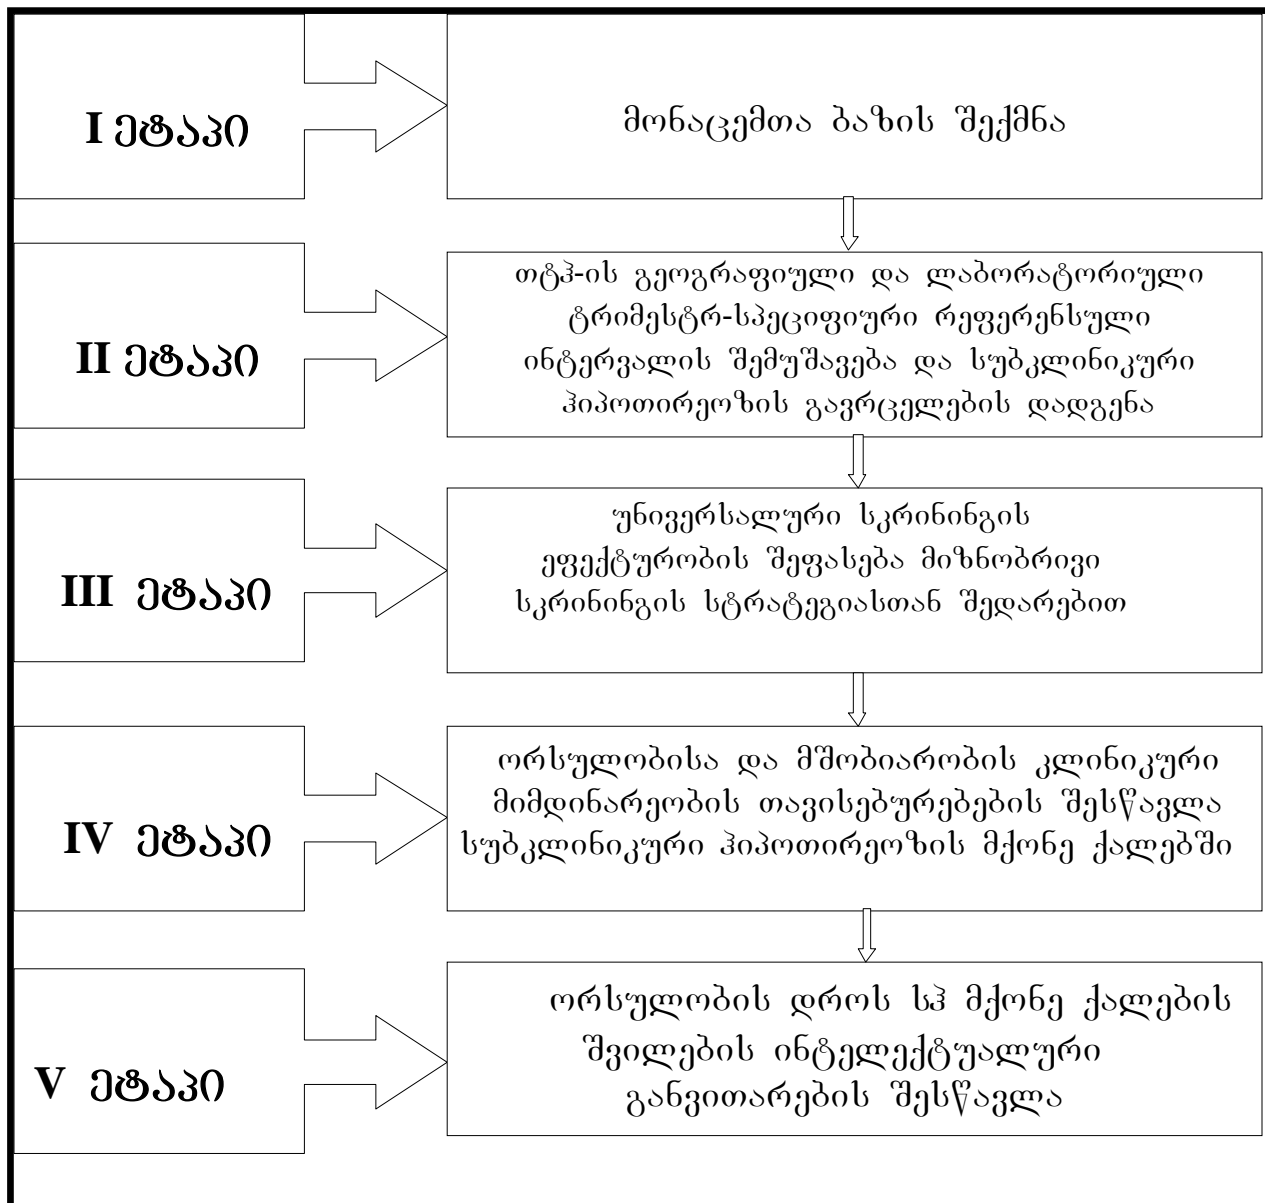 I ეტაპი
მონაცემთა ბაზის შექმნა
II ეტაპი
თტჰ-ის გეოგრაფიული და ლაბორატორიული
ტრიმესტრ-სპეციფიური რეფერენსული
ინტერვალის შემუშავება და სუბკლინიკური
ჰიპოთირეოზის გავრცელების დადგენა
III ეტაპი
უნივერსალური სკრინინგის
ეფექტურობის შეფასება მიზნობრივი
სკრინინგის სტრატეგიასთან შედარებით
IV ეტაპი
ორსულობისა და მშობიარობის კლინიკური
მიმდინარეობის თავისებურებების შესწავლა
სუბკლინიკური ჰიპოთირეოზის მქონე ქალებში
V ეტაპი
ორსულობის დროს სჰ მქონე ქალების
შვილების ინტელექტუალური
განვითარების შესწავლა